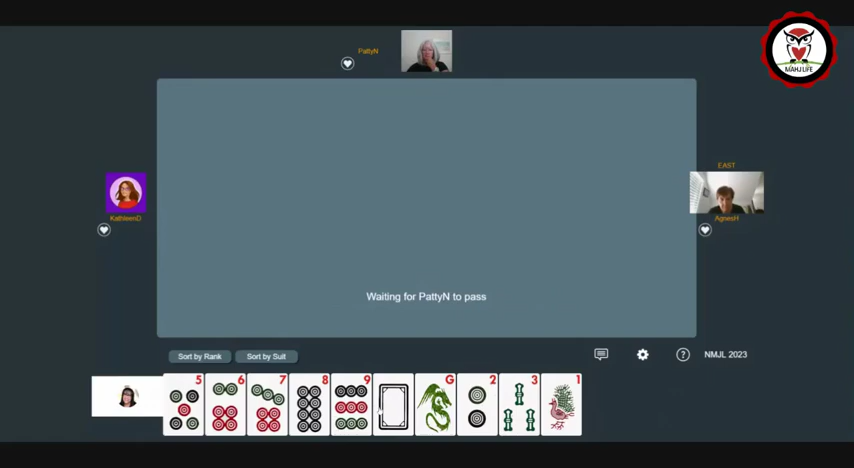 PattyN
MAHJ LIFE
EAST
KathleenD
AgnesH
Waiting for PattyN to pass
Sort by Rank
Sort by Suit
?
NMJL 2023
5
6
7
8
9
G
2
3
1